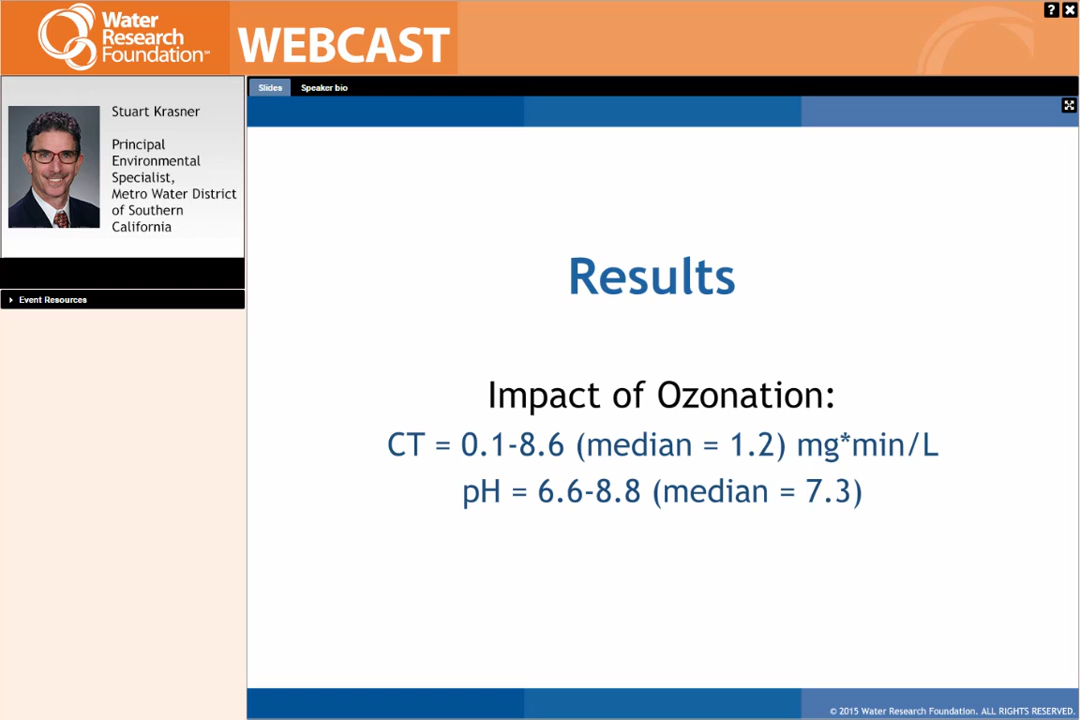 Water
Research
Foundation
WEBCAST
? ✖
Stuart Krasner
Principal
Environmental
Specialist,
Metro Water District
of Southern
California
Event Resources
Slides
Speaker bio
Results
Impact of Ozonation:
CT = 0.1-8.6 (median = 1.2) mg*min/L
pH = 6.6-8.8 (median = 7.3)
© 2015 Water Research Foundation. ALL RIGHTS RESERVED.